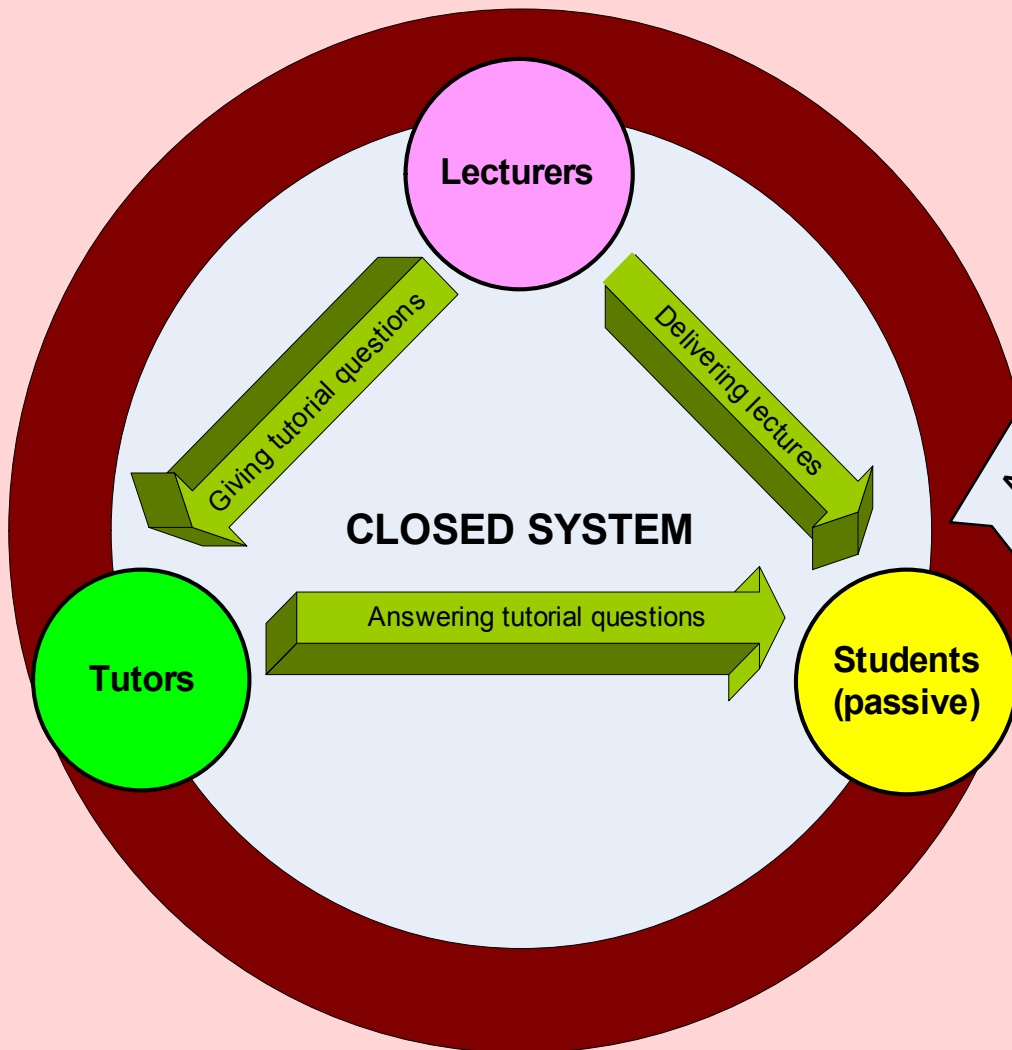 Lecturers
Giving tutorial questions
Delivering lectures
CLOSED SYSTEM
Answering tutorial questions
Tutors
Students
(passive)